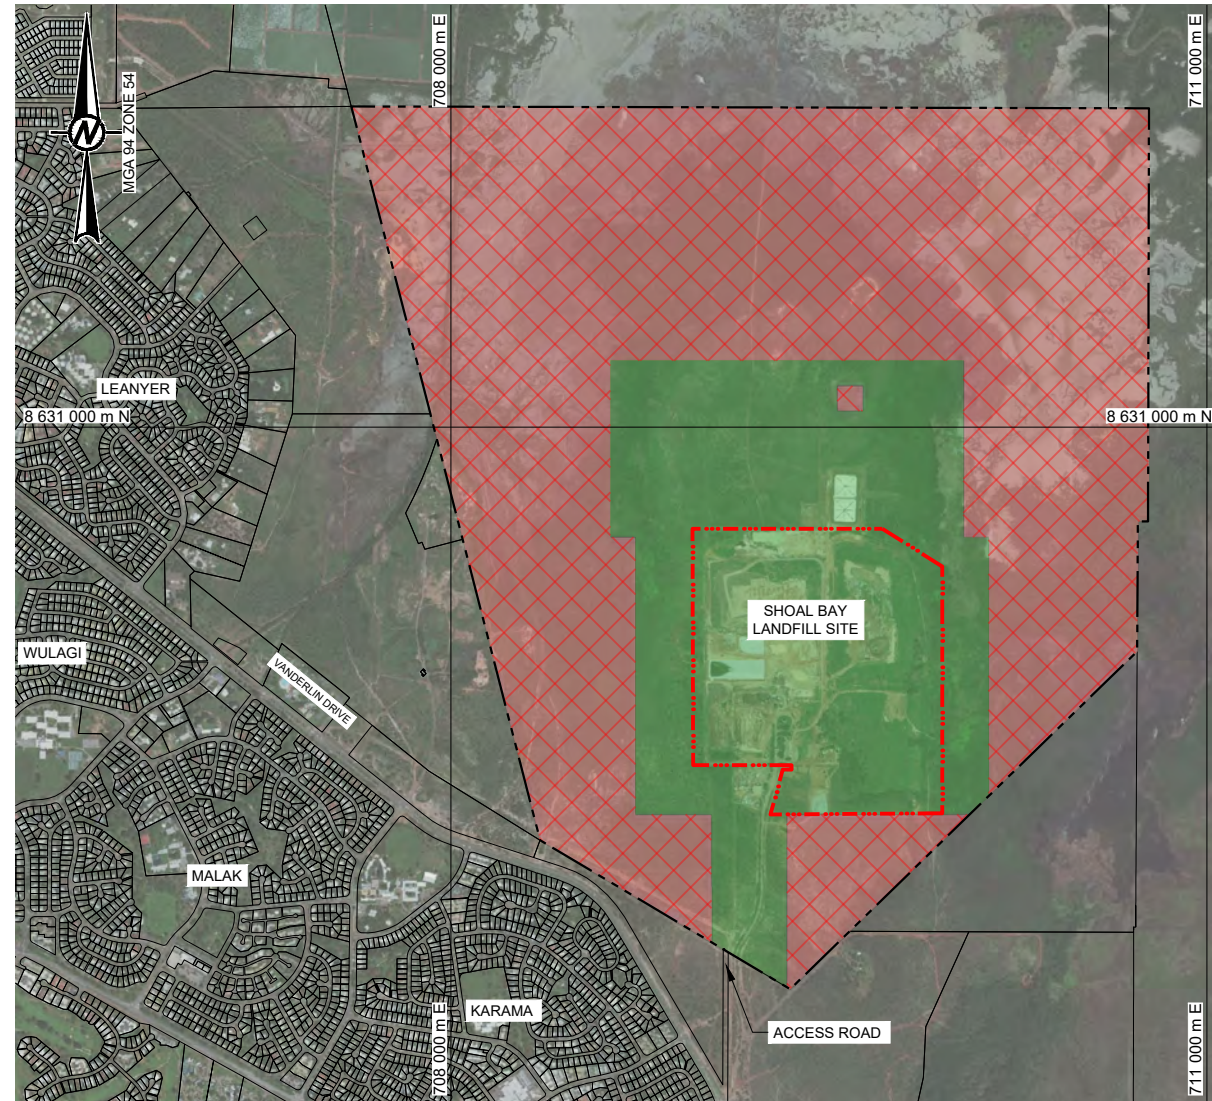 708 000 m E
711 000 m E
MGA 94 ZONE 54
N
LEANYER
8 631 000 m N
8 631 000 m N
SHOAL BAY
LANDFILL SITE
WULAGI
VANDERLIN DRIVE
MALAK
KARAMA
ACCESS ROAD
708 000 m E
711 000 m E